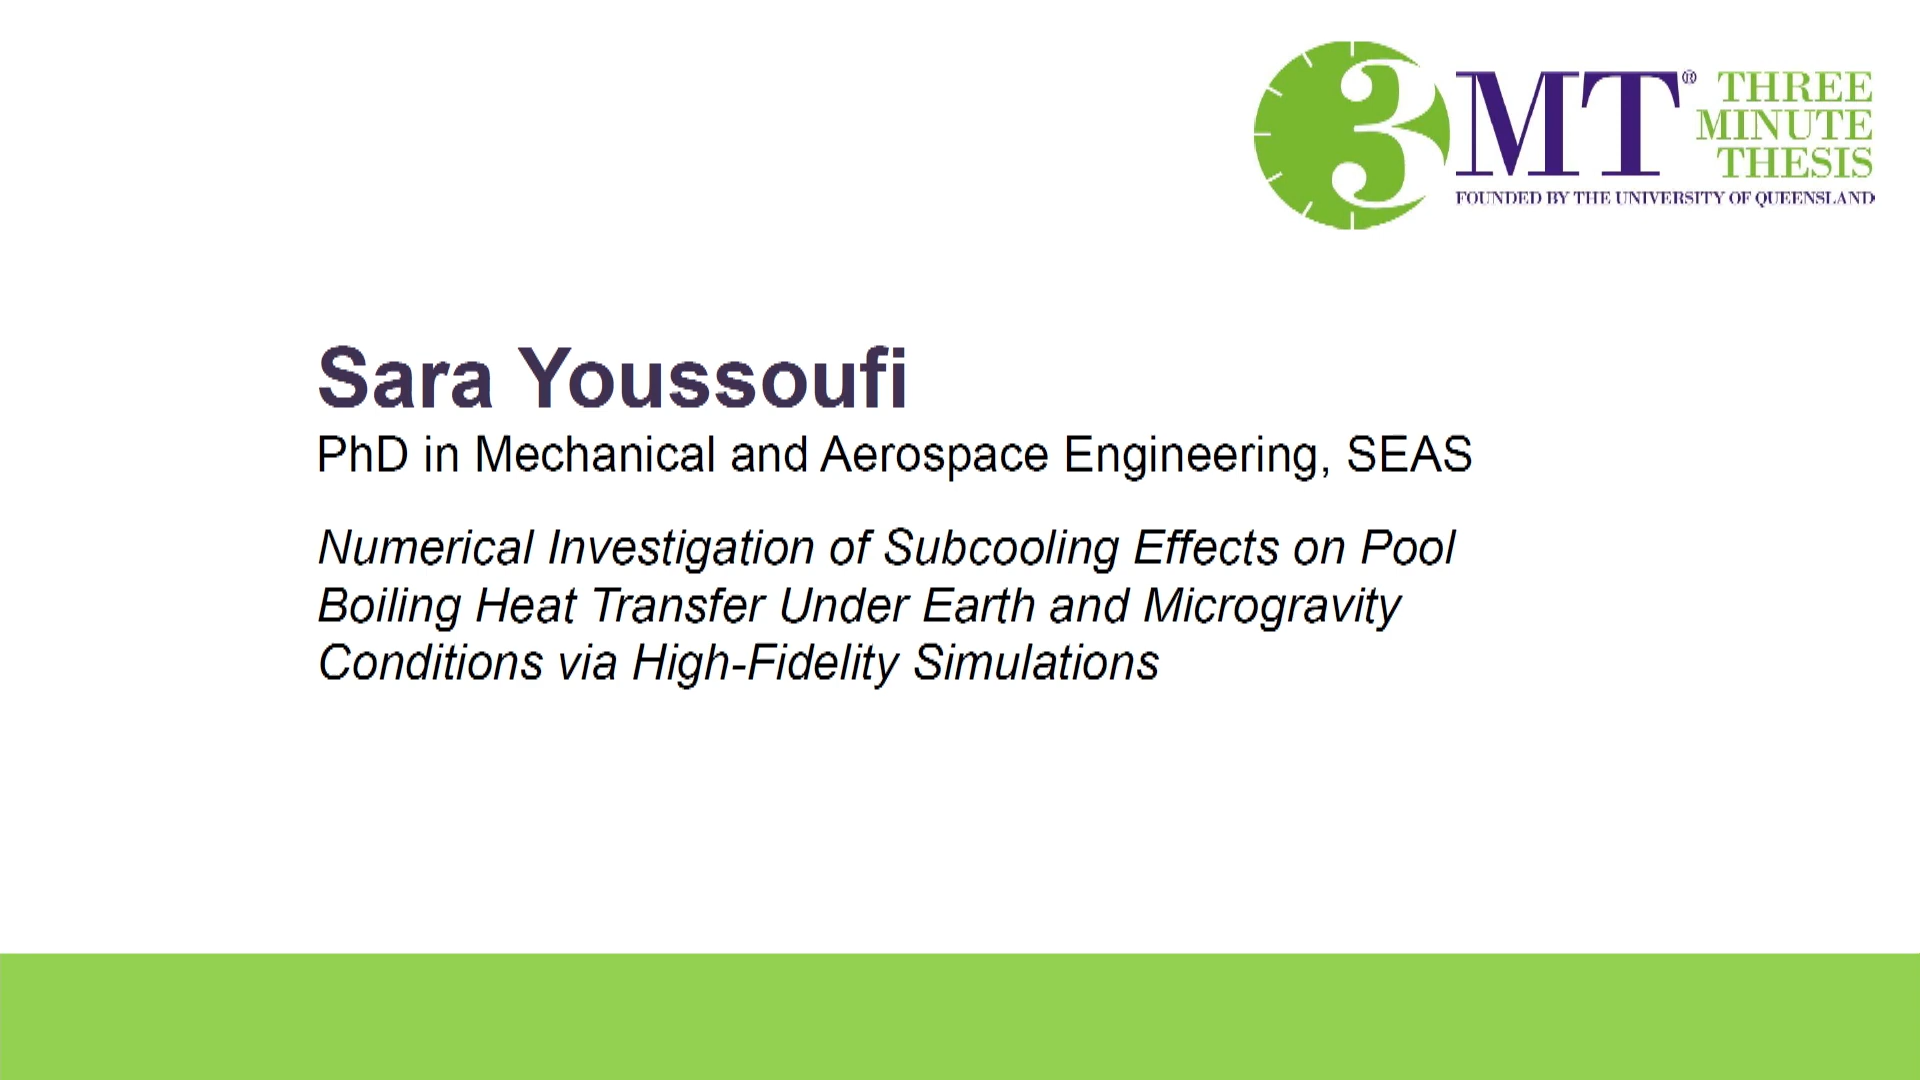 3MT® THREE
MINUTE
THESIS
FOUNDED BY THE UNIVERSITY OF QUEENSLAND
Sara Youssoufi
PhD in Mechanical and Aerospace Engineering, SEAS
Numerical Investigation of Subcooling Effects on Pool
Boiling Heat Transfer Under Earth and Microgravity
Conditions via High-Fidelity Simulations